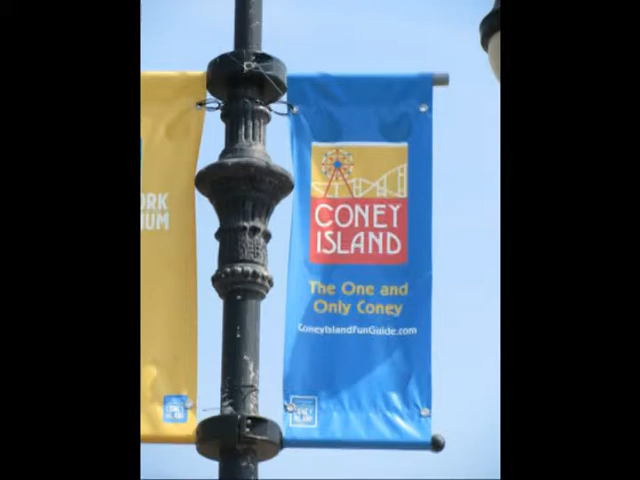 CONEY
ISLAND
The One and
Only Coney
ConeyIslandFunGuide.com